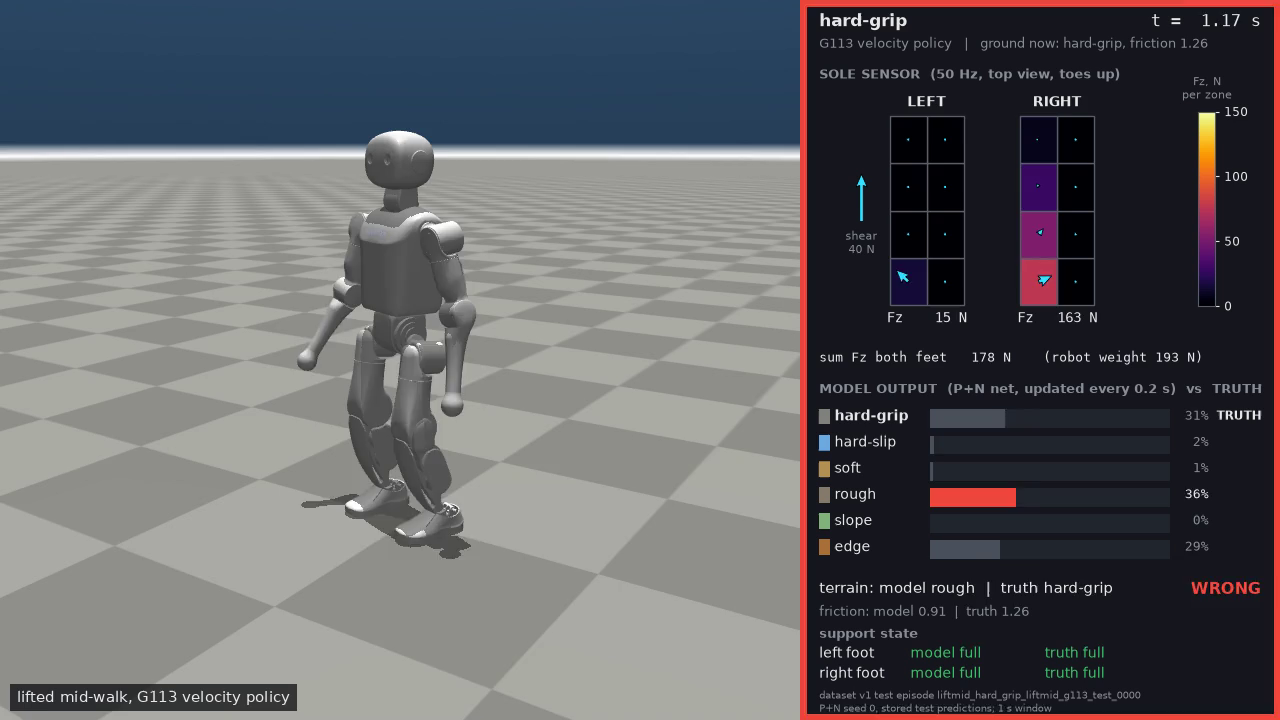 hard-grip t = 1.17 s
G113 velocity policy | ground now: hard-grip, friction 1.26
SOLE SENSOR (50 Hz, top view, toes up)
Fz, N
per zone
LEFT RIGHT
150
100
50
0
shear
40 N
Fz 15 N Fz 163 N
sum Fz both feet 178 N (robot weight 193 N)
MODEL OUTPUT (P+N net, updated every 0.2 s) vs TRUTH
hard-grip 31% TRUTH
hard-slip 2%
soft 1%
rough 36%
slope 0%
edge 29%
terrain: model rough | truth hard-grip WRONG
friction: model 0.91 | truth 1.26
support state
left foot model full truth full
right foot model full truth full
dataset v1 test episode liftmid_hard_grip_liftmid_g113_test_0000
P+N seed 0, stored test predictions; 1 s window
lifted mid-walk, G113 velocity policy